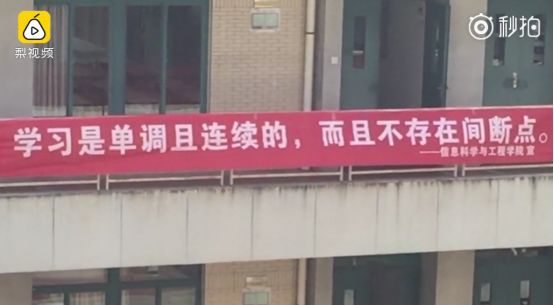 梨视频
秒拍
学习是单调且连续的，而且不存在间断点。
——信息科学与工程学院 宣